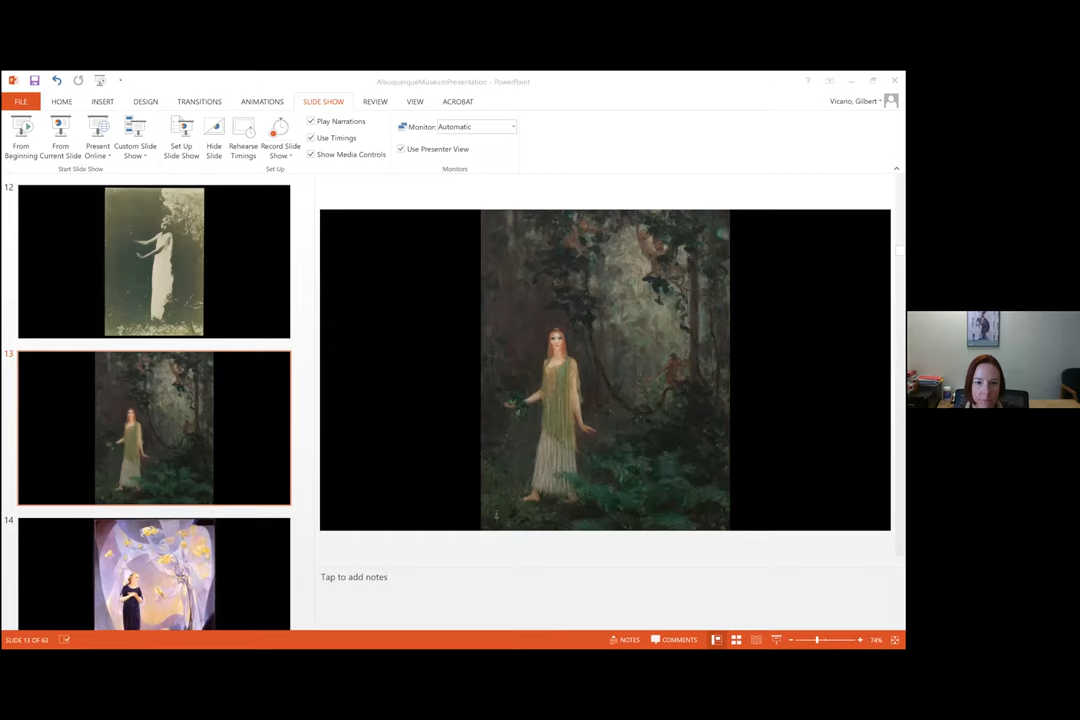 AlbuquerqueMuseumPresentation - PowerPoint
?
FILE HOME INSERT DESIGN TRANSITIONS ANIMATIONS SLIDE SHOW REVIEW VIEW ACROBAT
Vicario, Gilbert
From Beginning
From Current Slide
Present Online
Custom Slide Show
Set Up Slide Show
Hide Slide
Rehearse Timings
Record Slide Show
Play Narrations
Use Timings
Show Media Controls
Monitor: Automatic
Use Presenter View
Start Slide Show
Set Up
Monitors
12
13
14
Tap to add notes
SLIDE 13 OF 63
NOTES
COMMENTS
74%